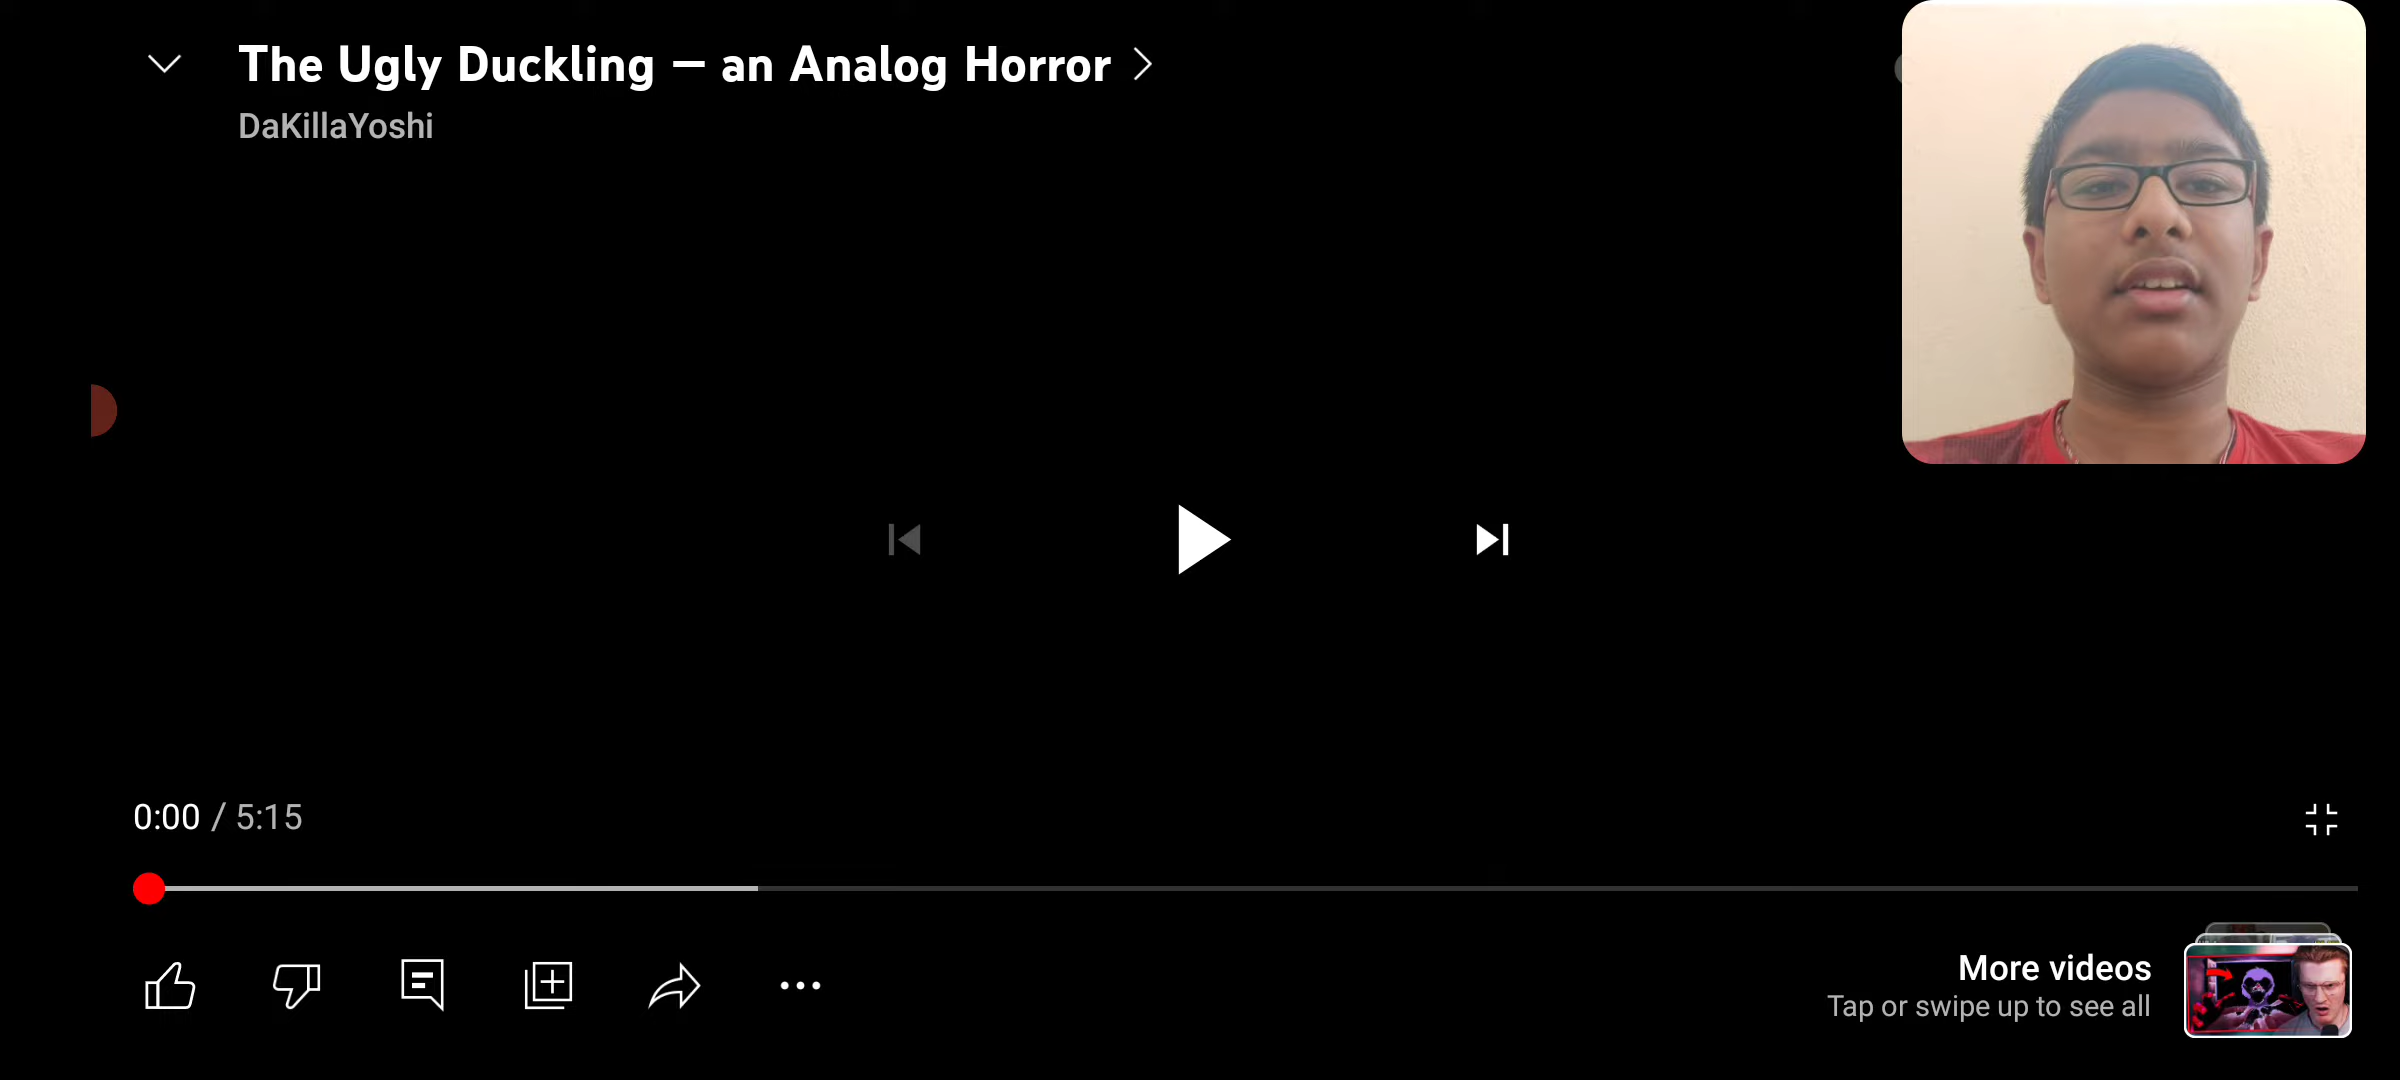 The Ugly Duckling — an Analog Horror
DaKillaYoshi
0:00 / 5:15
More videos
Tap or swipe up to see all